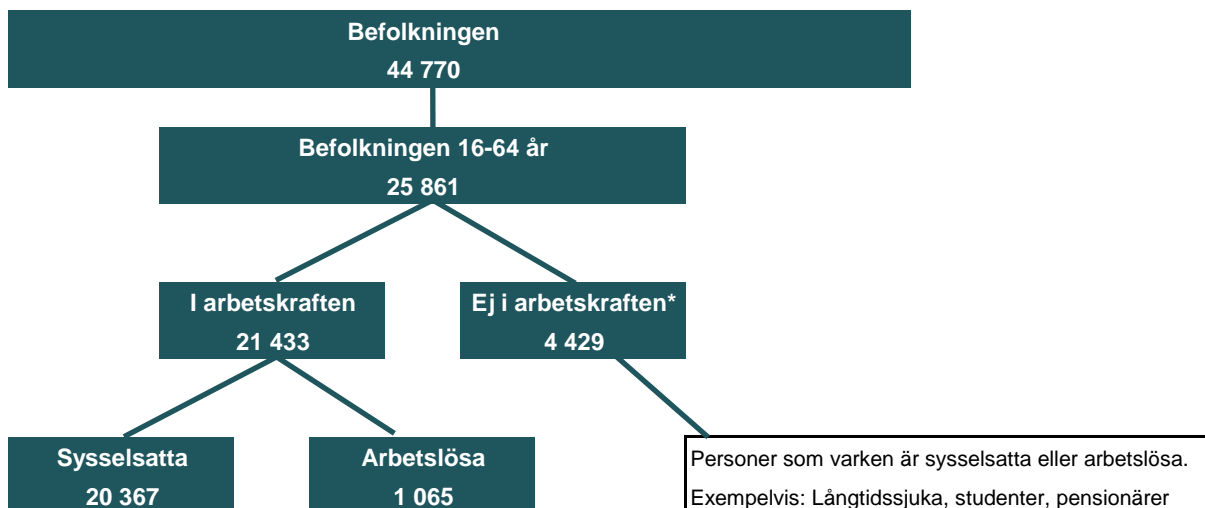 Befolkningen
44 770
Befolkningen 16-64 år
25 861
I arbetskraften
21 433
Ej i arbetskraften*
4 429
Sysselsatta
20 367
Arbetslösa
1 065
Personer som varken är sysselsatta eller arbetslösa.
Exempelvis: Långtidssjuka, studenter, pensionärer